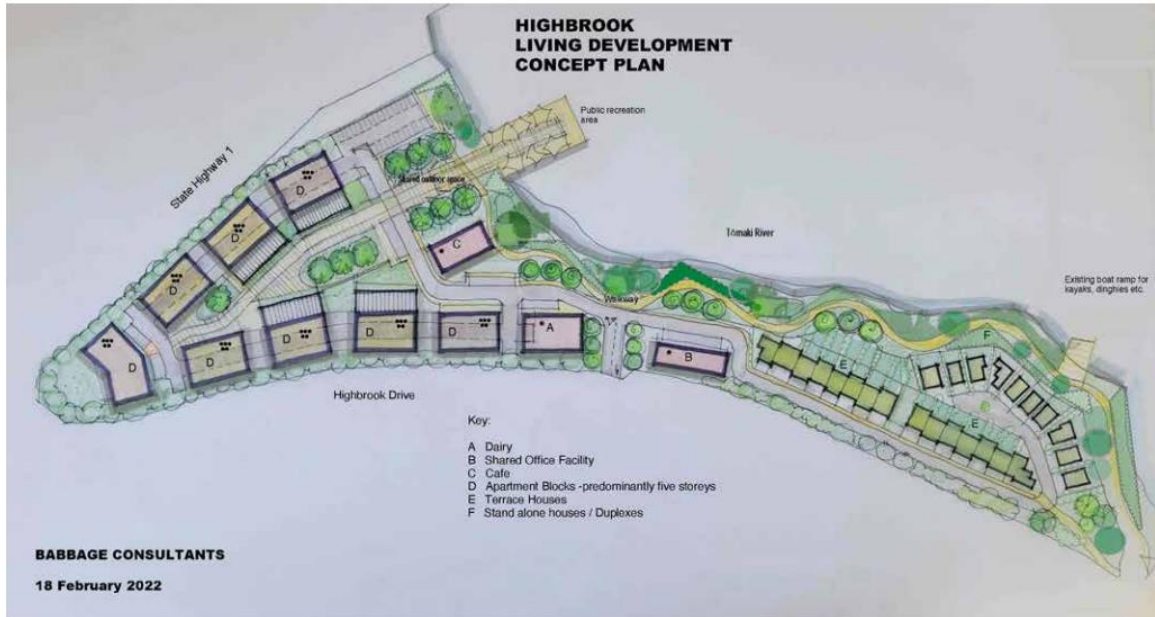 HIGHBROOK
LIVING DEVELOPMENT
CONCEPT PLAN
Public recreation
area
State Highway 1
Shared outdoor space
D
D
D
D
D
D
D
D
C
A
B
Tamaki River
Existing boat ramp for
kayaks, dinghies etc.
Walkway
F
E
E
Highbrook Drive
Key:
A Dairy
B Shared Office Facility
C Cafe
D Apartment Blocks -predominantly five storeys
E Terrace Houses
F Stand alone houses / Duplexes
BABBAGE CONSULTANTS
18 February 2022